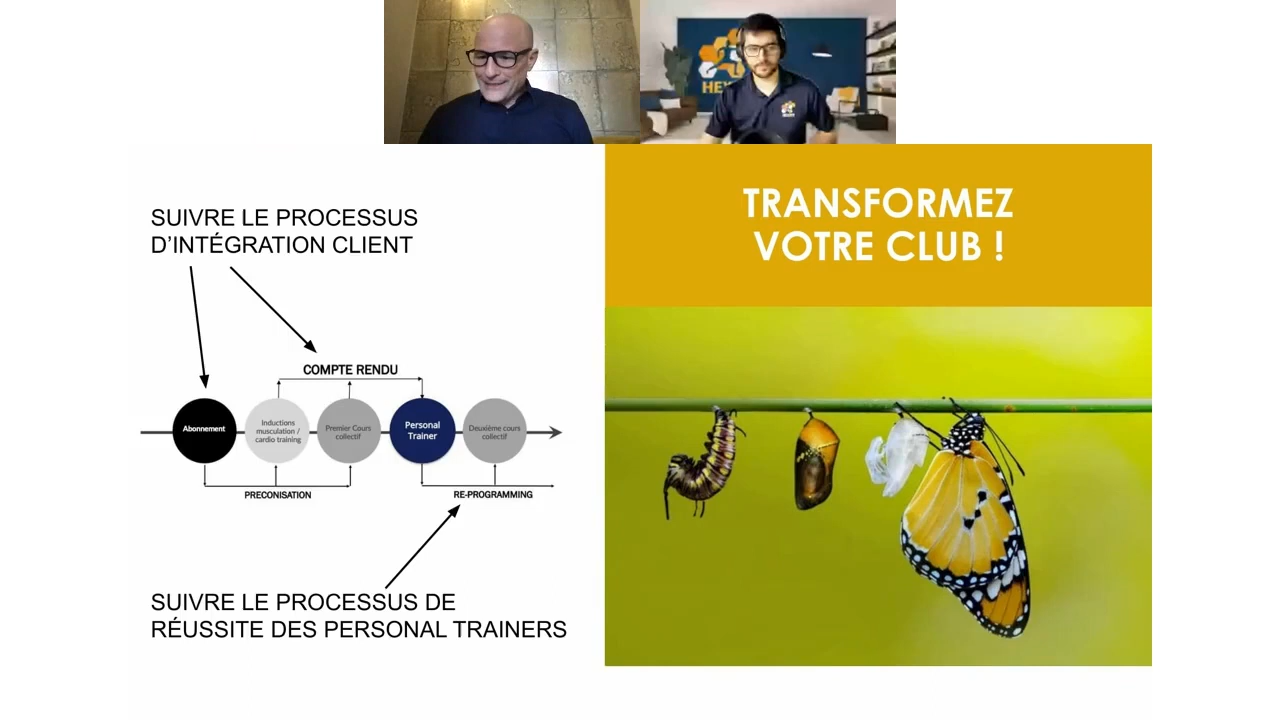 HEX
TRANSFORMEZ
VOTRE CLUB !
SUIVRE LE PROCESSUS
D'INTÉGRATION CLIENT
COMPTE RENDU
Abonnement
Inductions
musculation /
cardio training
Premier Cours
collectif
Personal
Trainer
Deuxième cours
collectif
PRECONISATION
RE-PROGRAMMING
SUIVRE LE PROCESSUS DE
RÉUSSITE DES PERSONAL TRAINERS